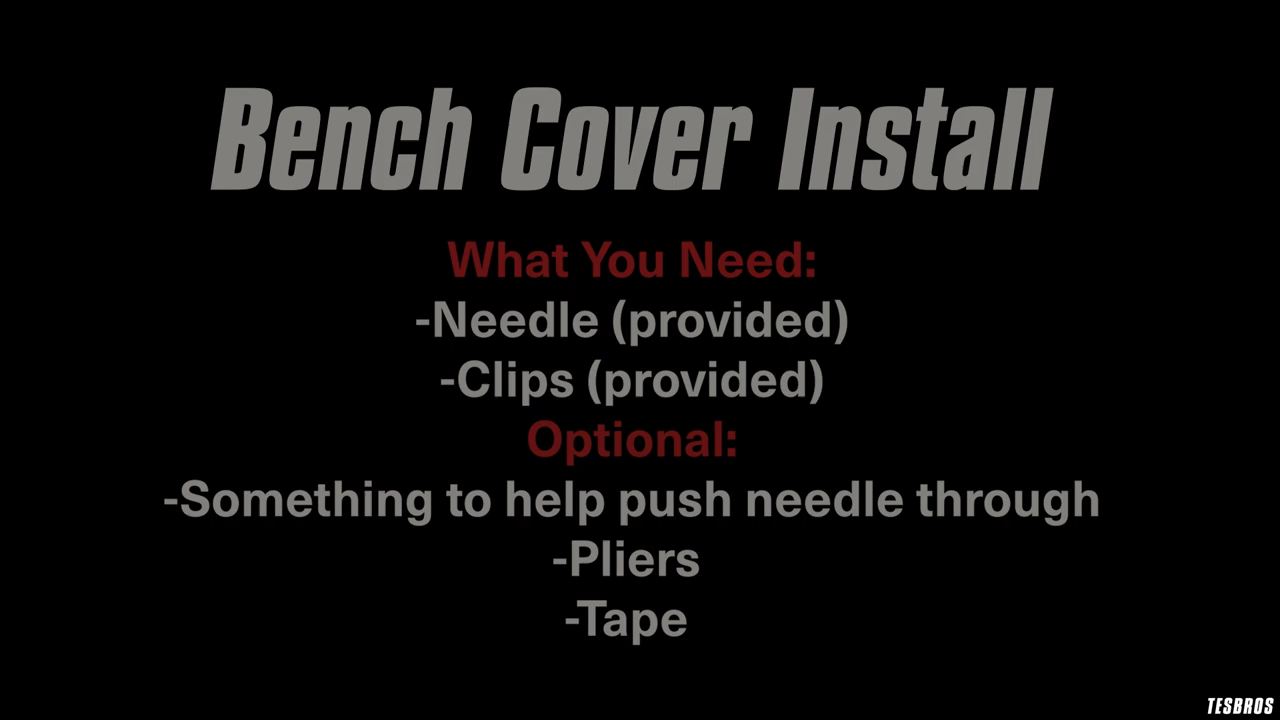 Bench Cover Install
What You Need:
-Needle (provided)
-Clips (provided)
Optional:
-Something to help push needle through
-Pliers
-Tape
TESBROS